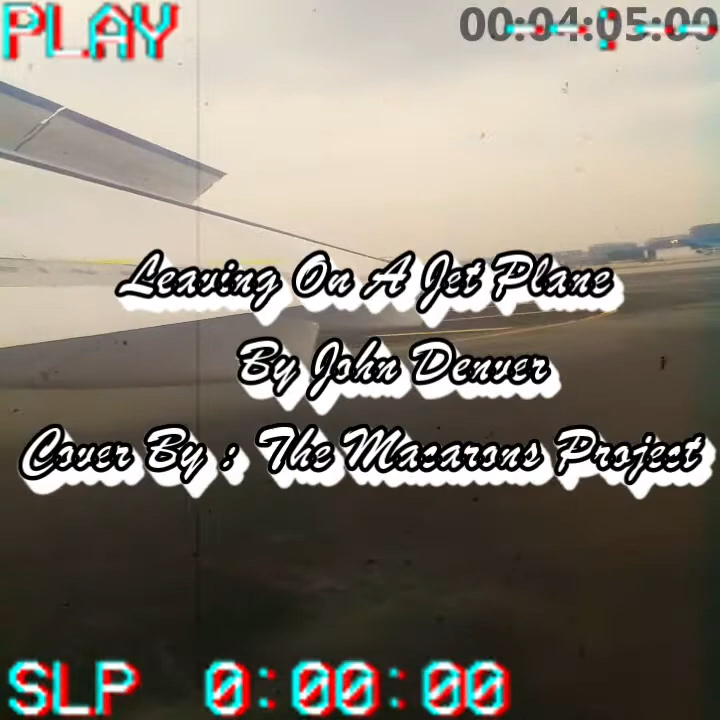 PLAY 00:04:05:00
Leaving On A Jet Plane
By John Denver
Cover By : The Macarons Project
SLP 0:00:00